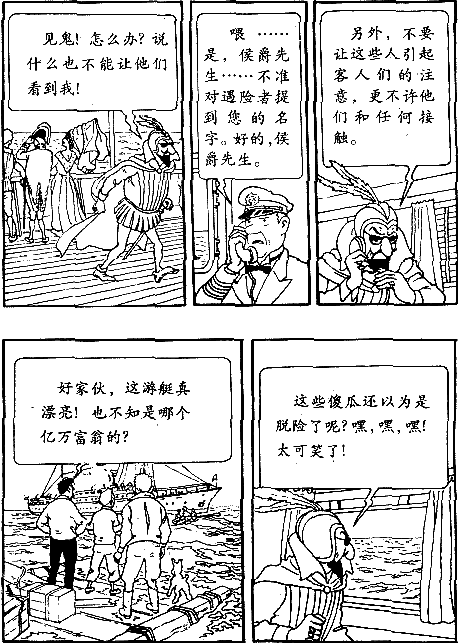 见鬼！怎么办？说
什么也不能让他们
看到我！
喂……
是，侯爵先
生……不准
对遇险者提
到您的名
字。好的，侯
爵先生。
另外，不要
让这些人引起
客人们的注
意，更不许他
们和任何接
触。
好家伙，这游艇真
漂亮！也不知是哪个
亿万富翁的？
这些傻瓜还以为是
脱险了呢？嘿，嘿，嘿！
太可笑了！